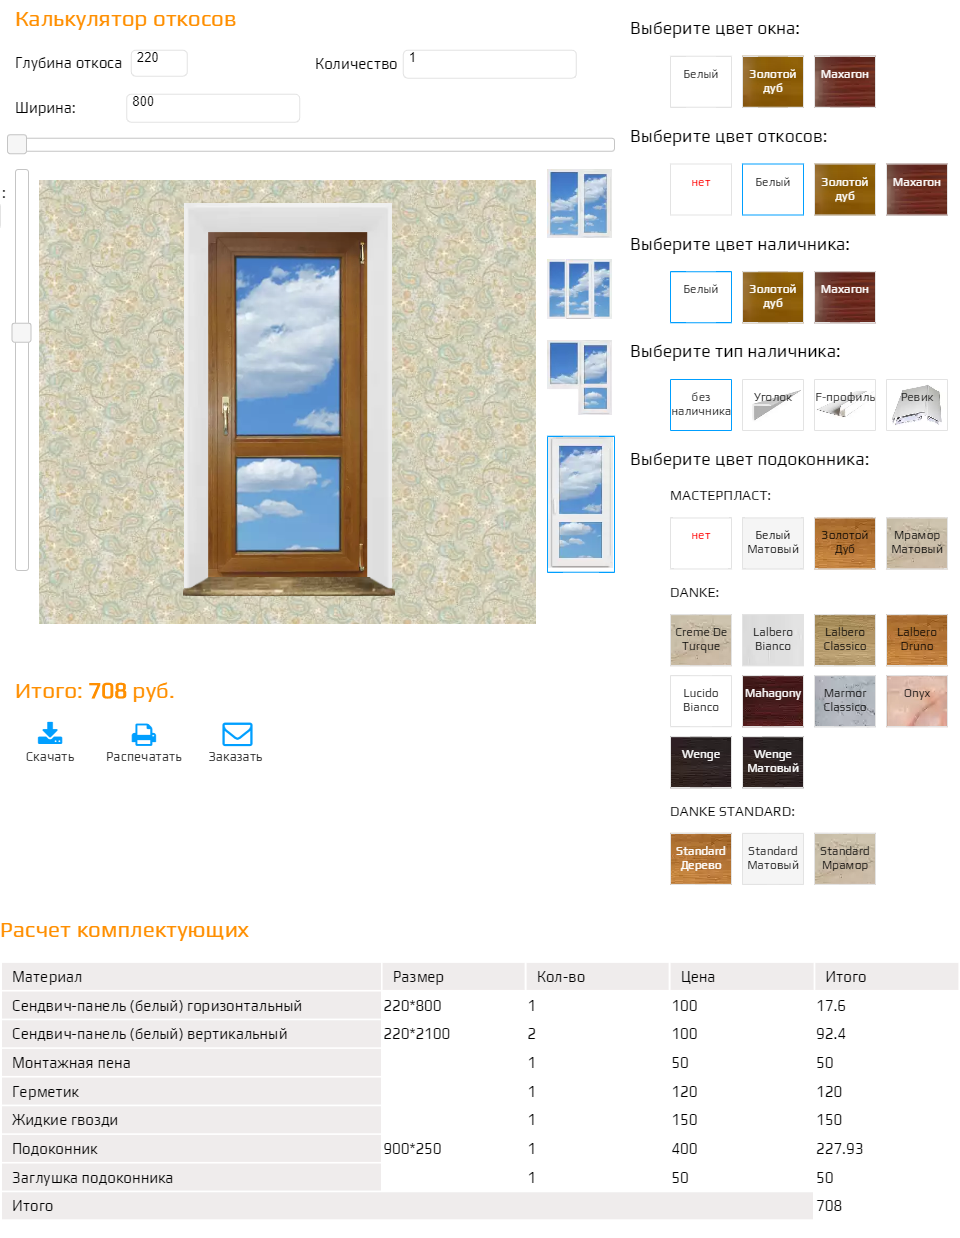 Калькулятор откосов
Глубина откоса 220
Количество 1
Ширина: 800
:
Итого: 708 руб.
Скачать Распечатать Заказать
Выберите цвет окна:
Белый
Золотой
дуб
Махагон
Выберите цвет откосов:
нет
Белый
Золотой
дуб
Махагон
Выберите цвет наличника:
Белый
Золотой
дуб
Махагон
Выберите тип наличника:
без
наличника
Уголок
F-профиль
Ревик
Выберите цвет подоконника:
МАСТЕРПЛАСТ:
нет
Белый
Матовый
Золотой
Дуб
Мрамор
Матовый
DANKE:
Creme De
Turque
Lalbero
Bianco
Lalbero
Classico
Lalbero
Druno
Lucido
Bianco
Mahagony
Marmor
Classico
Onyx
Wenge
Wenge
Матовый
DANKE STANDARD:
Standard
Дерево
Standard
Матовый
Standard
Мрамор
Расчет комплектующих
Материал Размер Кол-во Цена Итого
Сендвич-панель (белый) горизонтальный 220*800 1 100 17.6
Сендвич-панель (белый) вертикальный 220*2100 2 100 92.4
Монтажная пена 1 50 50
Герметик 1 120 120
Жидкие гвозди 1 150 150
Подоконник 900*250 1 400 227.93
Заглушка подоконника 1 50 50
Итого 708